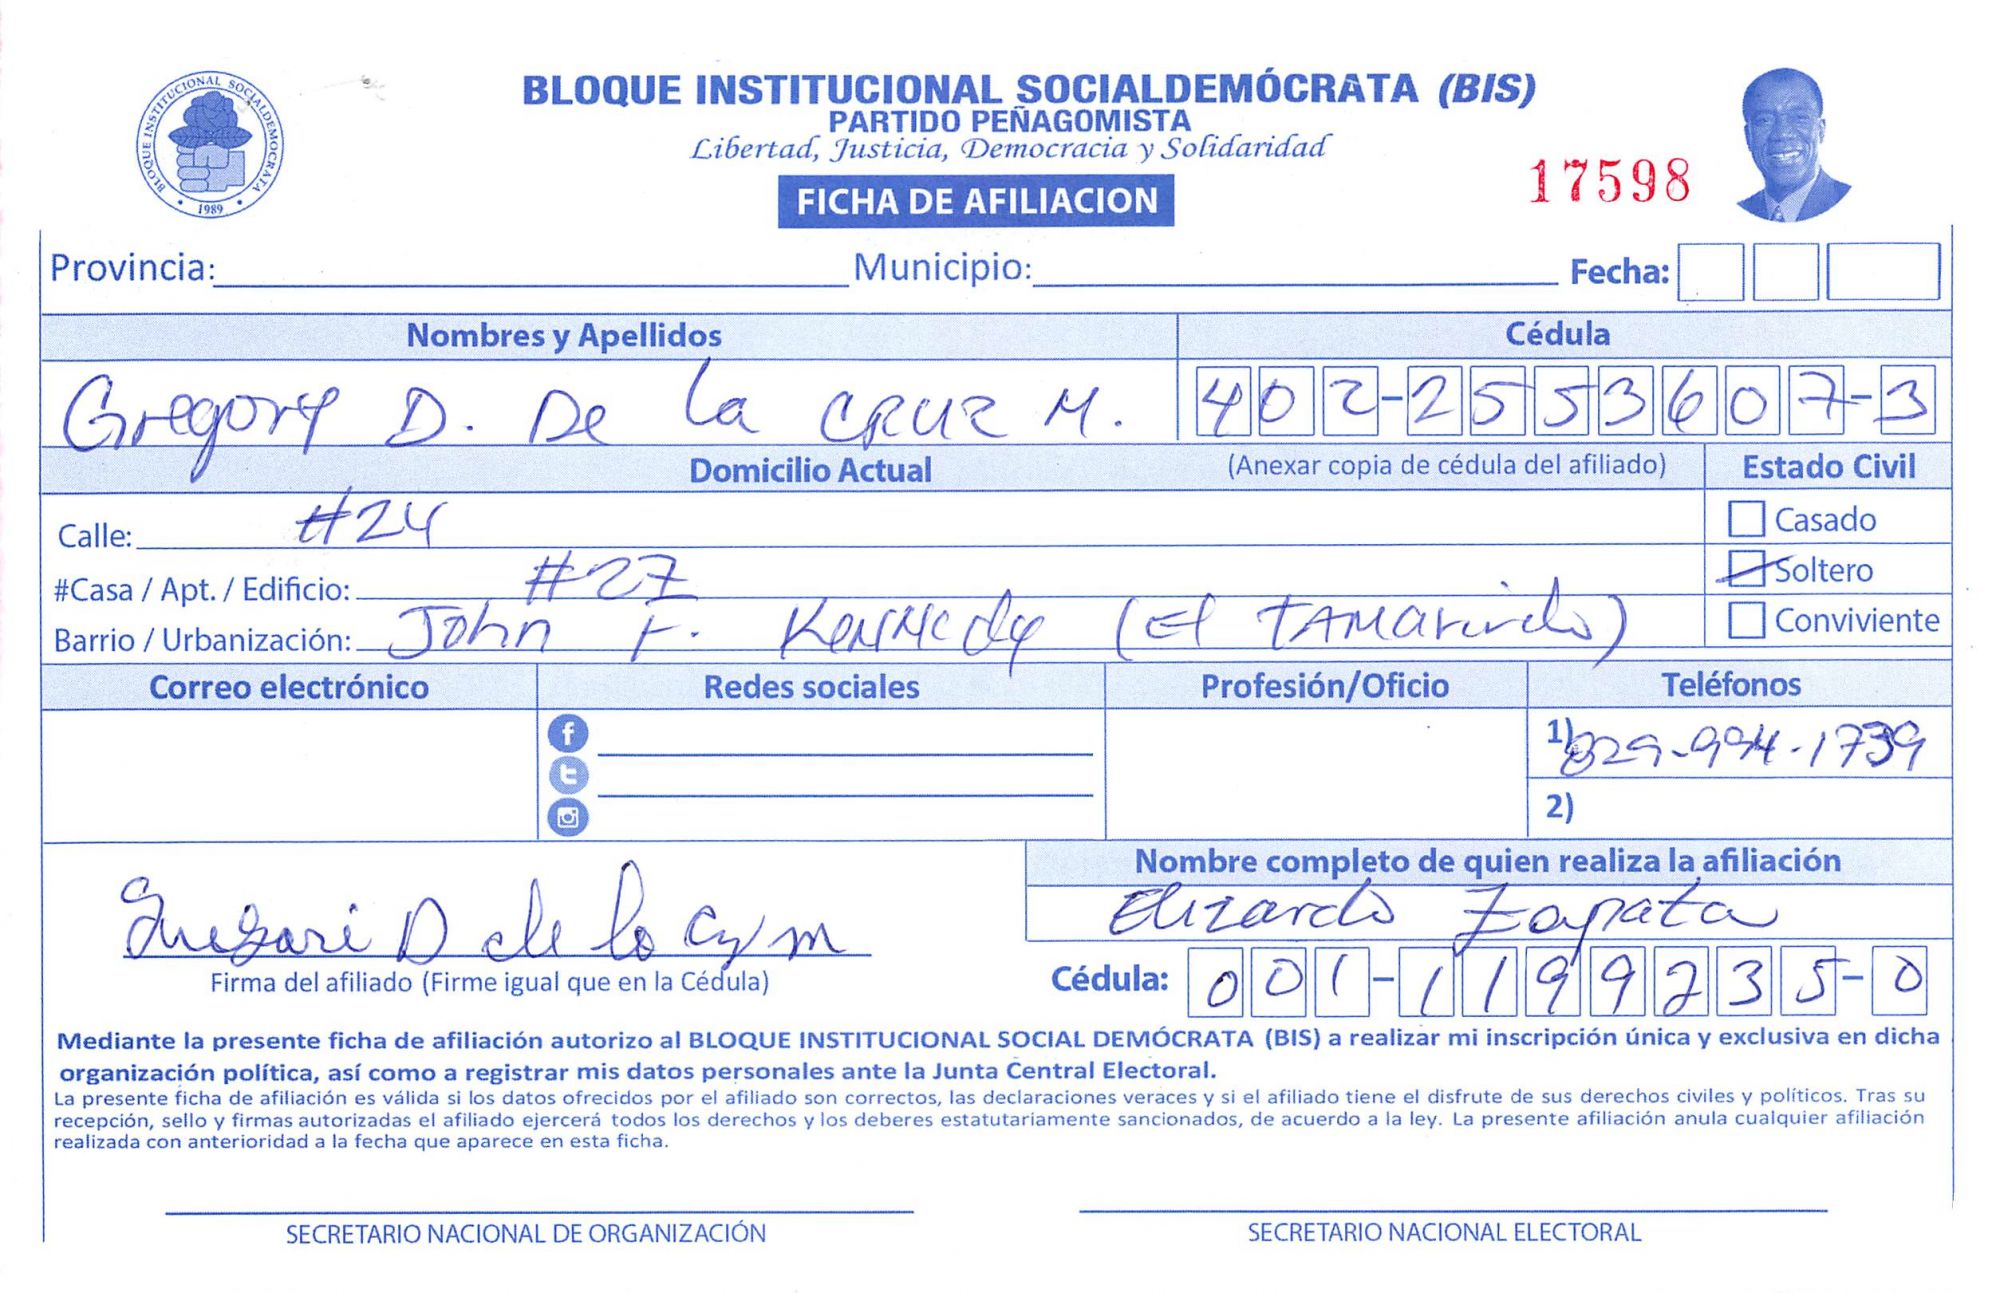 BLOQUE INSTITUCIONAL SOCIALDEMOCRATA
• 1989 •
BLOQUE INSTITUCIONAL SOCIALDEMÓCRATA (BIS)
PARTIDO PEÑAGOMISTA
Libertad, Justicia, Democracia y Solidaridad
17598
FICHA DE AFILIACION
Provincia: Municipio: Fecha:
Nombres y Apellidos Cédula
Gregory D. De La CRUZ M. 402-2553607-3
Domicilio Actual (Anexar copia de cédula del afiliado) Estado Civil
Calle: #24 Casado
#Casa / Apt. / Edificio: #27 Soltero
Barrio / Urbanización: John F. Kennedy (El TAMarindo) Conviviente
Correo electrónico Redes sociales Profesión/Oficio Teléfonos
1) 829-994-1739
2)
Nombre completo de quien realiza la afiliación
Elizardo Zapata
Firma del afiliado (Firme igual que en la Cédula) Cédula: 001-1199235-0
Mediante la presente ficha de afiliación autorizo al BLOQUE INSTITUCIONAL SOCIAL DEMÓCRATA (BIS) a realizar mi inscripción única y exclusiva en dicha
organización política, así como a registrar mis datos personales ante la Junta Central Electoral.
La presente ficha de afiliación es válida si los datos ofrecidos por el afiliado son correctos, las declaraciones veraces y si el afiliado tiene el disfrute de sus derechos civiles y políticos. Tras su
recepción, sello y firmas autorizadas el afiliado ejercerá todos los derechos y los deberes estatutariamente sancionados, de acuerdo a la ley. La presente afiliación anula cualquier afiliación
realizada con anterioridad a la fecha que aparece en esta ficha.
SECRETARIO NACIONAL DE ORGANIZACIÓN SECRETARIO NACIONAL ELECTORAL